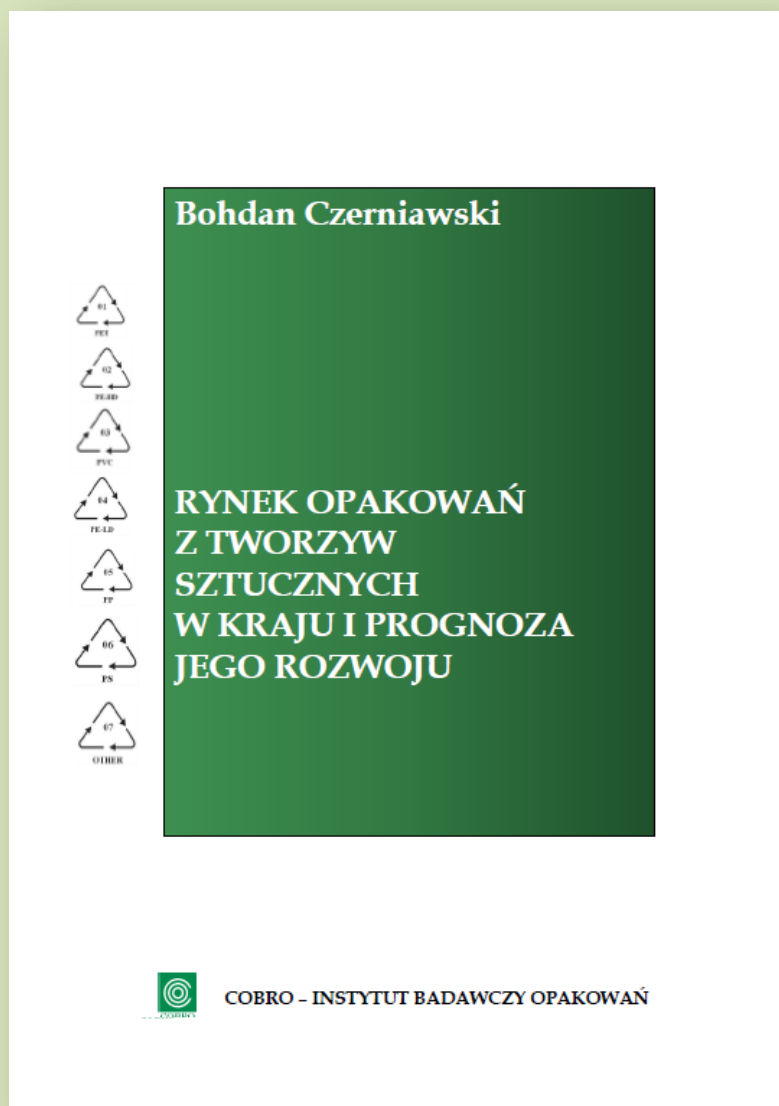 Bohdan Czerniawski
01
PET
02
PE-HD
03
PVC
04
PE-LD
05
PP
06
PS
07
OTHER
RYNEK OPAKOWAŃ
Z TWORZYW
SZTUCZNYCH
W KRAJU I PROGNOZA
JEGO ROZWOJU
COBRO
COBRO – INSTYTUT BADAWCZY OPAKOWAŃ